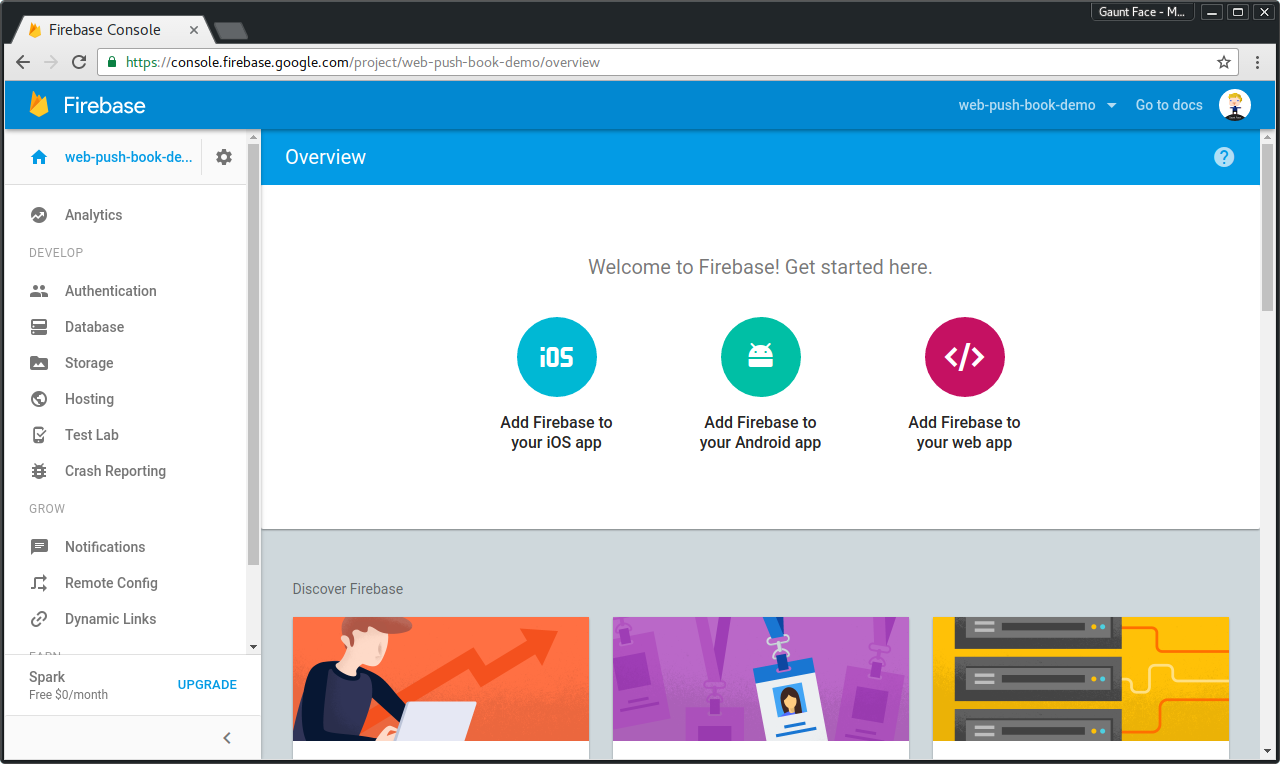 Gaunt Face - M...
Firebase Console
https://console.firebase.google.com/project/web-push-book-demo/overview
Firebase
web-push-book-demo
Go to docs
web-push-book-de...
Overview
Analytics
DEVELOP
Authentication
Database
Storage
Hosting
Test Lab
Crash Reporting
GROW
Notifications
Remote Config
Dynamic Links
EARN
Spark
Free $0/month
UPGRADE
Welcome to Firebase! Get started here.
iOS
Add Firebase to
your iOS app
Add Firebase to
your Android app
</>
Add Firebase to
your web app
Discover Firebase